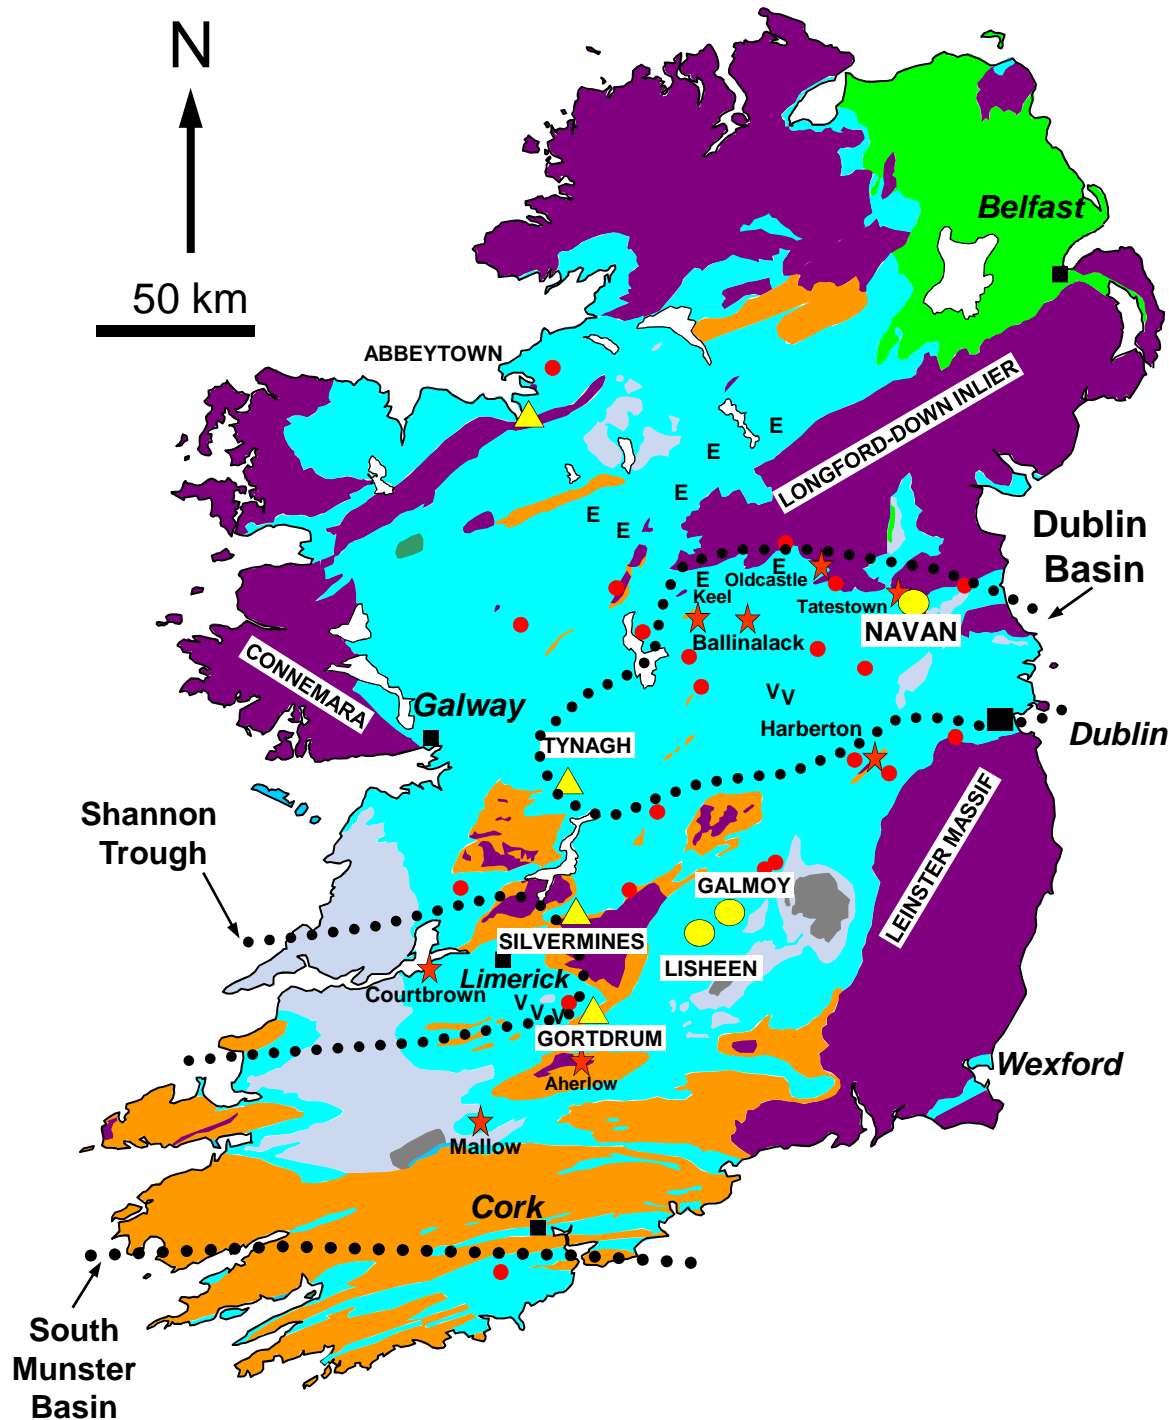 N
50 km
Belfast
ABBEYTOWN
LONGFORD-DOWN INLIER
E
E
E
E
E
Dublin
Basin
E
E
Oldcastle
Keel
Tatestown
NAVAN
Ballinalack
CONNEMARA
V
V
Galway
Harberton
Dublin
TYNAGH
Shannon
Trough
LEINSTER MASSIF
GALMOY
SILVERMINES
LISHEEN
Limerick
Courtbrown
V
V
V
GORTDRUM
Aherlow
Wexford
Mallow
Cork
South
Munster
Basin